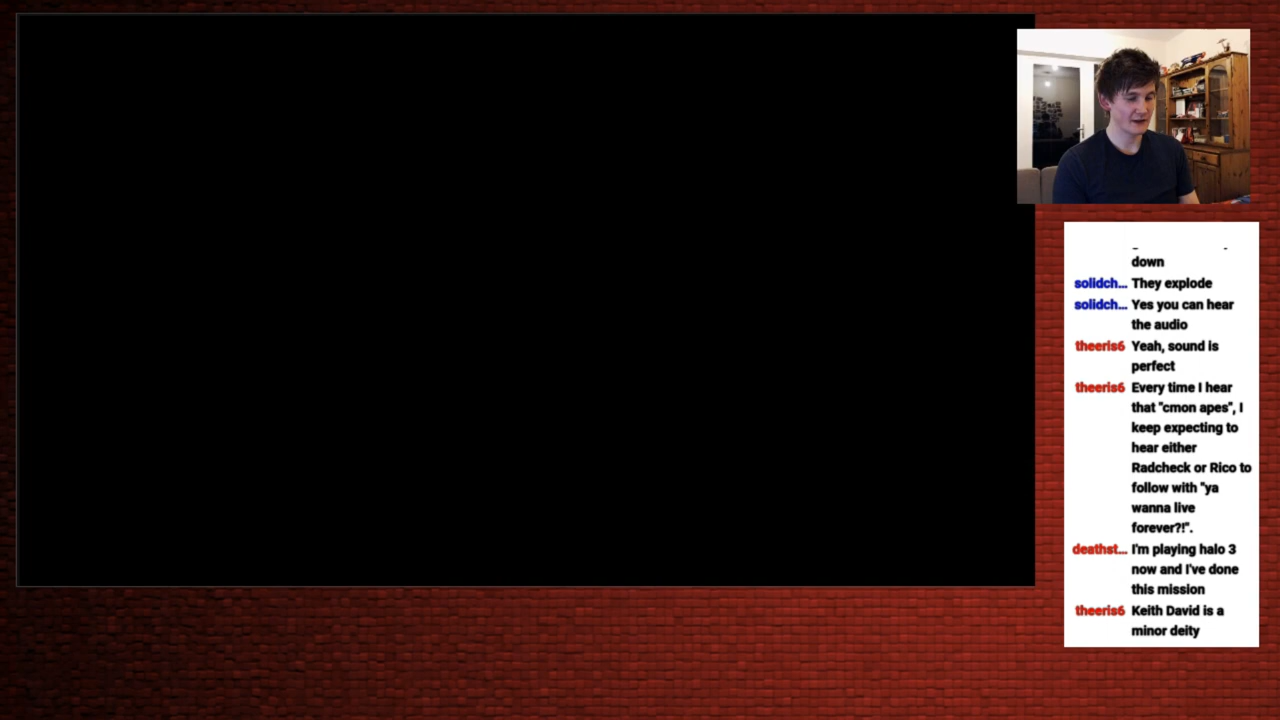 down
solidch... They explode
solidch... Yes you can hear
the audio
theeris6 Yeah, sound is
perfect
theeris6 Every time I hear
that "cmon apes", I
keep expecting to
hear either
Radcheck or Rico to
follow with "ya
wanna live
forever?!".
deathst... I'm playing halo 3
now and I've done
this mission
theeris6 Keith David is a
minor deity